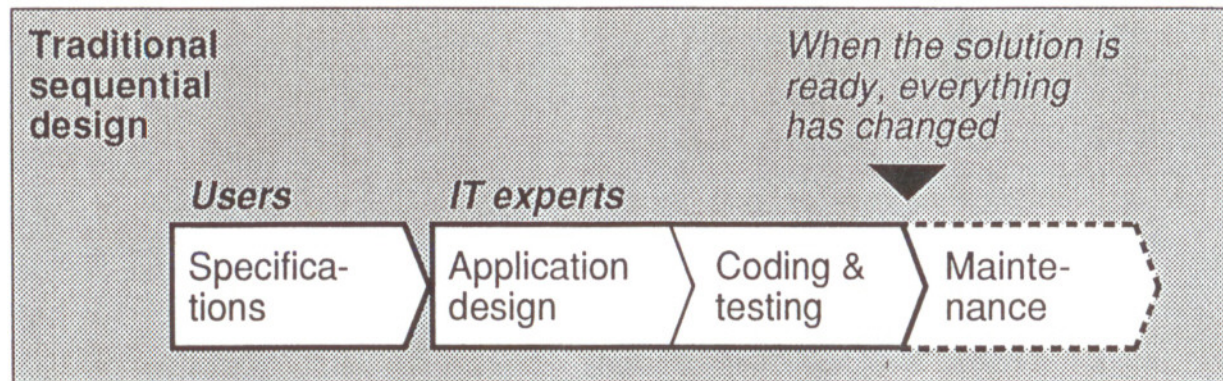 Traditional
sequential
design
When the solution is
ready, everything
has changed
Users
IT experts
Specifica-
tions
Application
design
Coding &
testing
Mainte-
nance